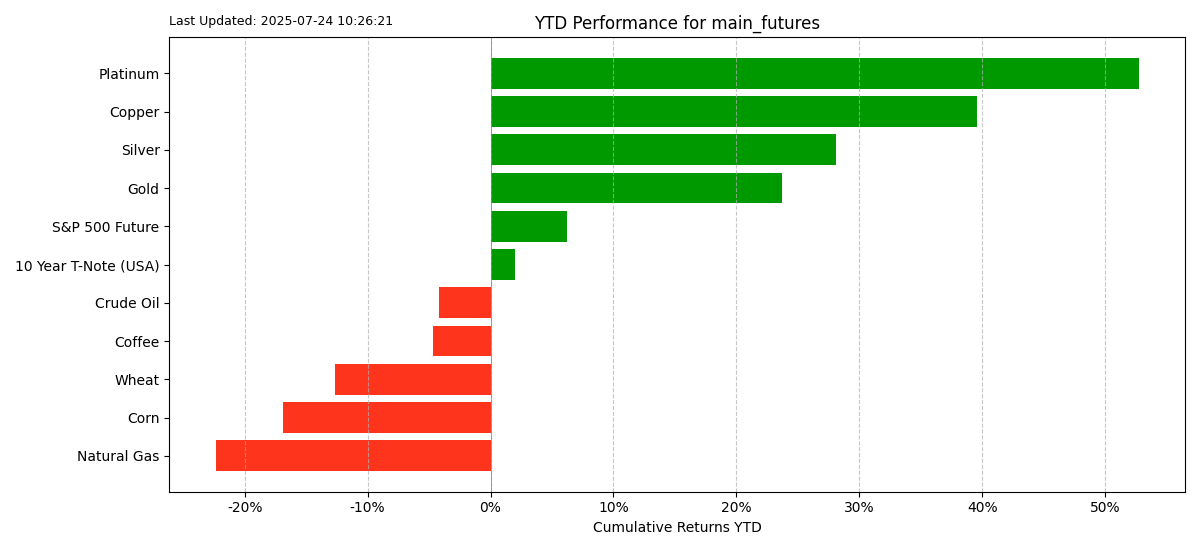 Last Updated: 2025-07-24 10:26:21
YTD Performance for main_futures
Platinum
Copper
Silver
Gold
S&P 500 Future
10 Year T-Note (USA)
Crude Oil
Coffee
Wheat
Corn
Natural Gas
-20% -10% 0% 10% 20% 30% 40% 50%
Cumulative Returns YTD